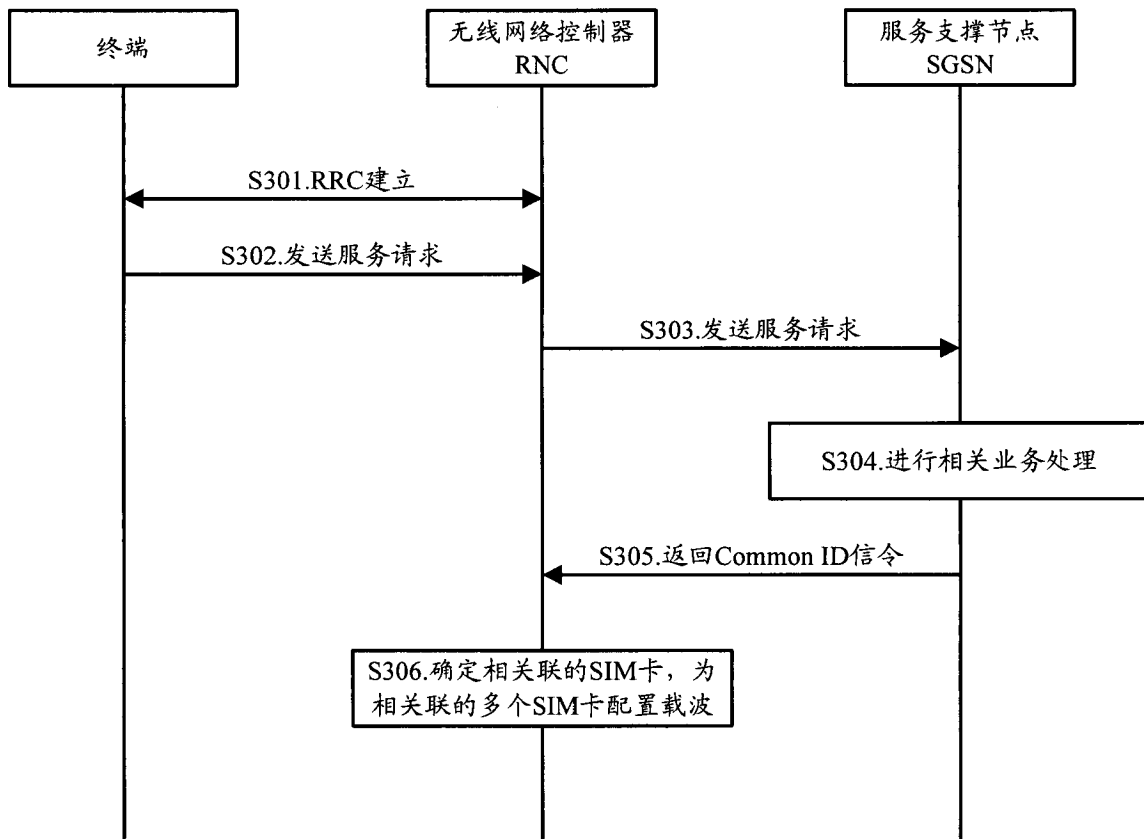 终端
无线网络控制器
RNC
服务支撑节点
SGSN
S301.RRC建立
S302.发送服务请求
S303.发送服务请求
S304.进行相关业务处理
S305.返回Common ID信令
S306.确定相关联的SIM卡，为
相关联的多个SIM卡配置载波